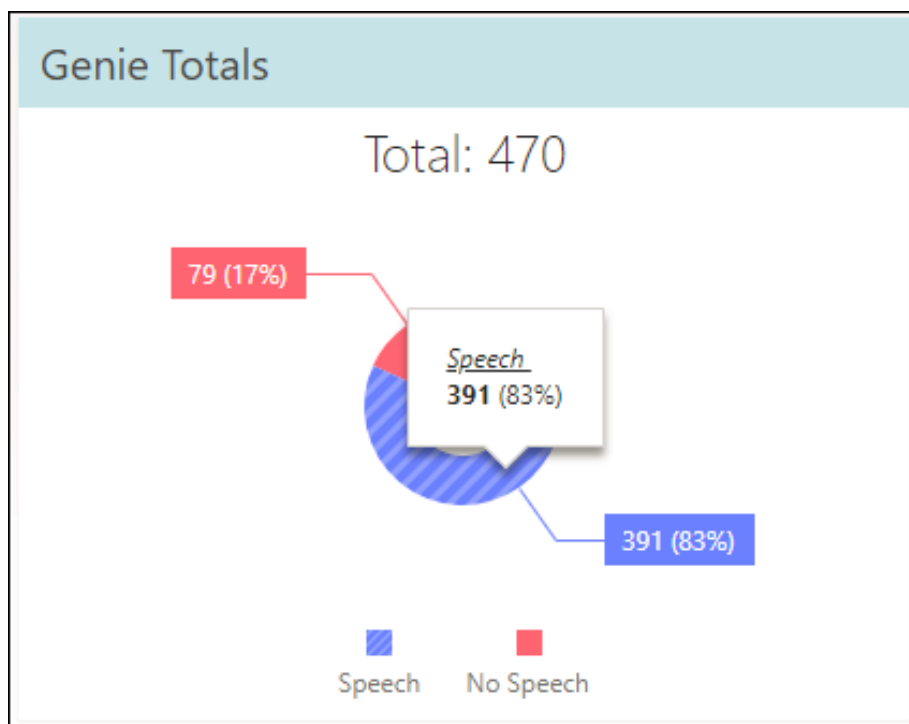 Genie Totals
Total: 470
79 (17%)
Speech
391 (83%)
391 (83%)
Speech
No Speech